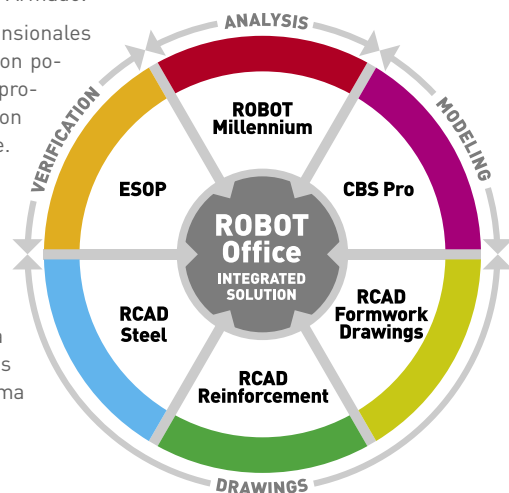 Armado.
nsionales
on po-
pro-
on
e.
s
ma
ANALYSIS
VERIFICATION
MODELING
ROBOT
Millennium
ESOP
CBS Pro
ROBOT
Office
INTEGRATED
SOLUTION
RCAD
Steel
RCAD
Formwork
Drawings
RCAD
Reinforcement
DRAWINGS